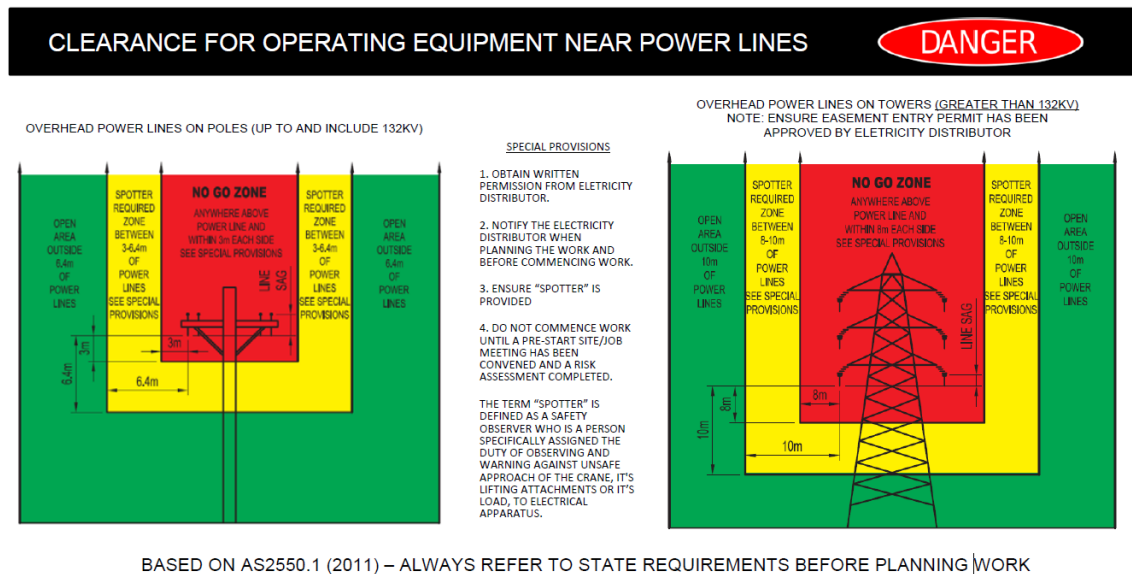 CLEARANCE FOR OPERATING EQUIPMENT NEAR POWER LINES
DANGER
OVERHEAD POWER LINES ON POLES (UP TO AND INCLUDE 132KV)
OPEN
AREA
OUTSIDE
6.4m
OF
POWER
LINES
SPOTTER
REQUIRED
ZONE
BETWEEN
3-6.4m
OF
POWER
LINES
SEE SPECIAL
PROVISIONS
NO GO ZONE
ANYWHERE ABOVE
POWER LINE AND
WITHIN 3m EACH SIDE
SEE SPECIAL PROVISIONS
LINE
SAG
SPOTTER
REQUIRED
ZONE
BETWEEN
3-6.4m
OF
POWER
LINES
SEE SPECIAL
PROVISIONS
OPEN
AREA
OUTSIDE
6.4m
OF
POWER
LINES
3m
3m
6.4m
6.4m
SPECIAL PROVISIONS
1. OBTAIN WRITTEN
PERMISSION FROM ELETRICITY
DISTRIBUTOR.
2. NOTIFY THE ELECTRICITY
DISTRIBUTOR WHEN
PLANNING THE WORK AND
BEFORE COMMENCING WORK.
3. ENSURE “SPOTTER” IS
PROVIDED
4. DO NOT COMMENCE WORK
UNTIL A PRE-START SITE/JOB
MEETING HAS BEEN
CONVENED AND A RISK
ASSESSMENT COMPLETED.
THE TERM “SPOTTER” IS
DEFINED AS A SAFETY
OBSERVER WHO IS A PERSON
SPECIFICALLY ASSIGNED THE
DUTY OF OBSERVING AND
WARNING AGAINST UNSAFE
APPROACH OF THE CRANE, IT'S
LIFTING ATTACHMENTS OR IT'S
LOAD, TO ELECTRICAL
APPARATUS.
OVERHEAD POWER LINES ON TOWERS (GREATER THAN 132KV)
NOTE: ENSURE EASEMENT ENTRY PERMIT HAS BEEN
APPROVED BY ELETRICITY DISTRIBUTOR
OPEN
AREA
OUTSIDE
10m
OF
POWER
LINES
SPOTTER
REQUIRED
ZONE
BETWEEN
8-10m
OF
POWER
LINES
SEE SPECIAL
PROVISIONS
NO GO ZONE
ANYWHERE ABOVE
POWER LINE AND
WITHIN 8m EACH SIDE
SEE SPECIAL PROVISIONS
LINE SAG
SPOTTER
REQUIRED
ZONE
BETWEEN
8-10m
OF
POWER
LINES
SEE SPECIAL
PROVISIONS
OPEN
AREA
OUTSIDE
10m
OF
POWER
LINES
8m
8m
10m
10m
BASED ON AS2550.1 (2011) – ALWAYS REFER TO STATE REQUIREMENTS BEFORE PLANNING WORK